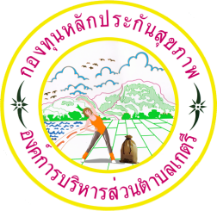 กองทุนหลักประกันสุขภาพ
องค์การบริหารส่วนตำบลเกตรี